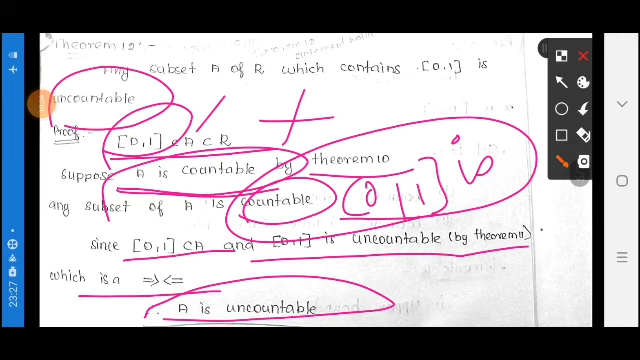 Theorem 12:-
Any subset A of R which contains [0,1] is
uncountable
Proof
[0,1] ⊂ A ⊂ R
Suppose A is countable by theorem 10
any subset of A is countable [0,1] is
since [0,1] ⊂ A and [0,1] is uncountable (by theorem 11)
which is a ⇒⇐
∴ A is uncountable
23:27